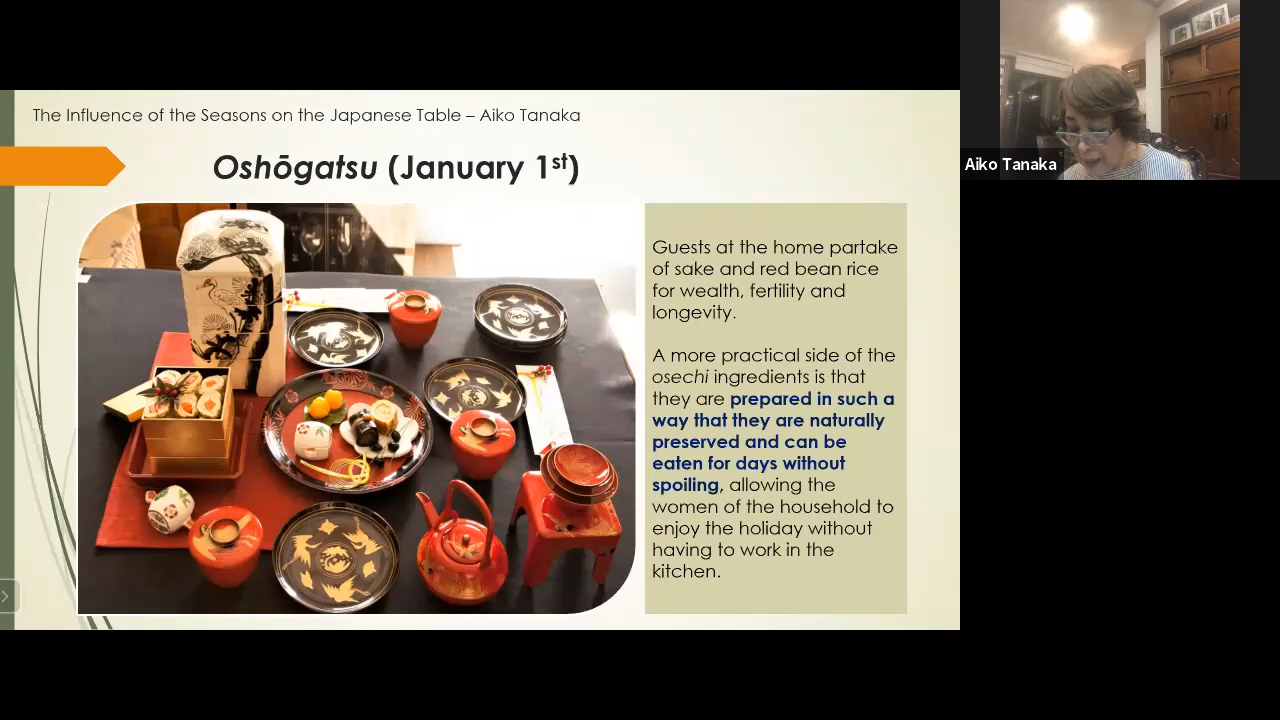 The Influence of the Seasons on the Japanese Table – Aiko Tanaka
Oshōgatsu (January 1st)
Guests at the home partake
of sake and red bean rice
for wealth, fertility and
longevity.
A more practical side of the
osechi ingredients is that
they are prepared in such a
way that they are naturally
preserved and can be
eaten for days without
spoiling, allowing the
women of the household to
enjoy the holiday without
having to work in the
kitchen.
Aiko Tanaka